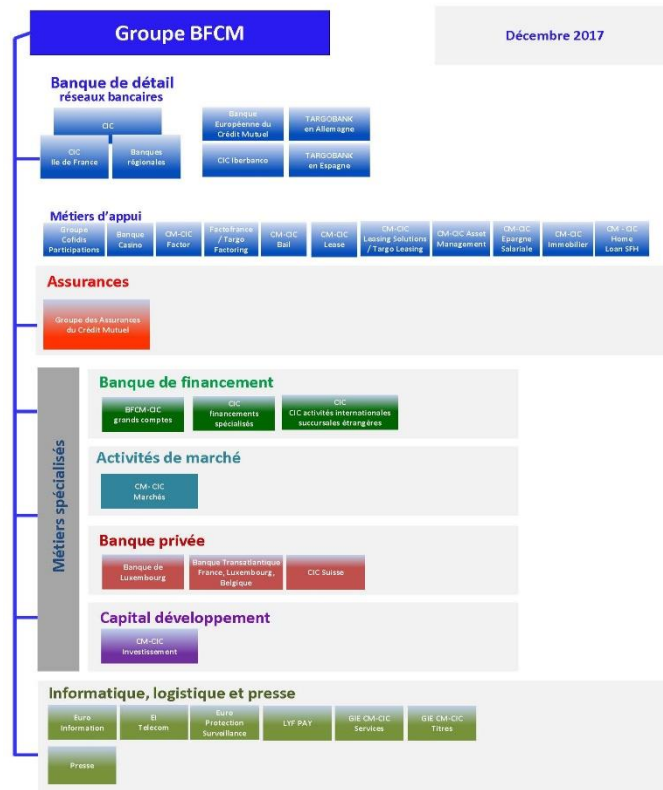 Groupe BFCM
Décembre 2017
Banque de détail
réseaux bancaires
CIC
CIC
Ile de France
Banques
régionales
Banque
Européenne du
Crédit Mutuel
TARGOBANK
en Allemagne
CIC Iberbanco
TARGOBANK
en Espagne
Métiers d'appui
Groupe
Cofidis
Participations
Banque
Casino
CM-CIC
Factor
Factofrance
/ Targo
Factoring
CM-CIC
Bail
CM-CIC
Lease
CM-CIC
Leasing Solutions
/ Targo Leasing
CM-CIC Asset
Management
CM-CIC
Epargne
Salariale
CM-CIC
Immobilier
CM - CIC
Home
Loan SFH
Assurances
Groupe des Assurances
du Crédit Mutuel
Métiers spécialisés
Banque de financement
BFCM-CIC
grands comptes
CIC
financements
spécialisés
CIC
CIC activités internationales
succursales étrangères
Activités de marché
CM- CIC
Marchés
Banque privée
Banque de
Luxembourg
Banque Transatlantique
France, Luxembourg,
Belgique
CIC Suisse
Capital développement
CM-CIC
Investissement
Informatique, logistique et presse
Euro
Information
EI
Telecom
Euro
Protection
Surveillance
LYF PAY
GIE CM-CIC
Services
GIE CM-CIC
Titres
Presse